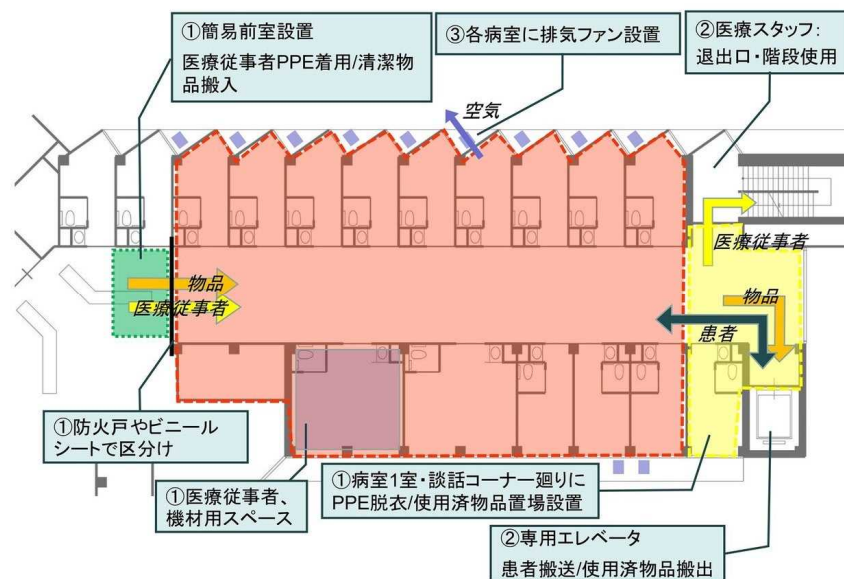 ①簡易前室設置
医療従事者PPE着用/清潔物
品搬入
③各病室に排気ファン設置
②医療スタッフ:
退出口・階段使用
空気
医療従事者
物品
医療従事者
物品
患者
①防火戸やビニール
シートで区分け
①医療従事者、
機材用スペース
①病室1室・談話コーナー廻りに
PPE脱衣/使用済物品置場設置
②専用エレベータ
患者搬送/使用済物品搬出